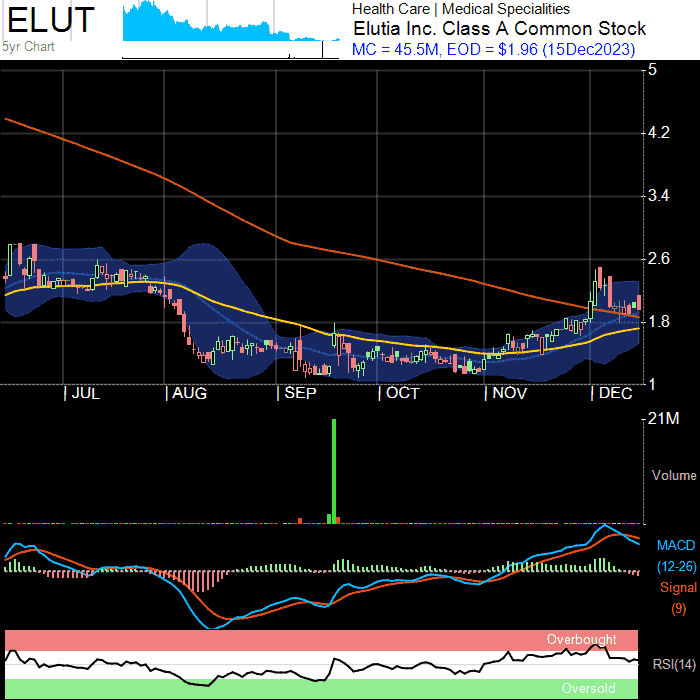 ELUT
5yr Chart
Health Care | Medical Specialities
Elutia Inc. Class A Common Stock
MC = 45.5M, EOD = $1.96 (15Dec2023)
5
4.2
3.4
2.6
1.8
1
| JUL | AUG | SEP | OCT | NOV | DEC
21M
Volume
MACD
(12-26)
Signal
(9)
Overbought
RSI(14)
Oversold